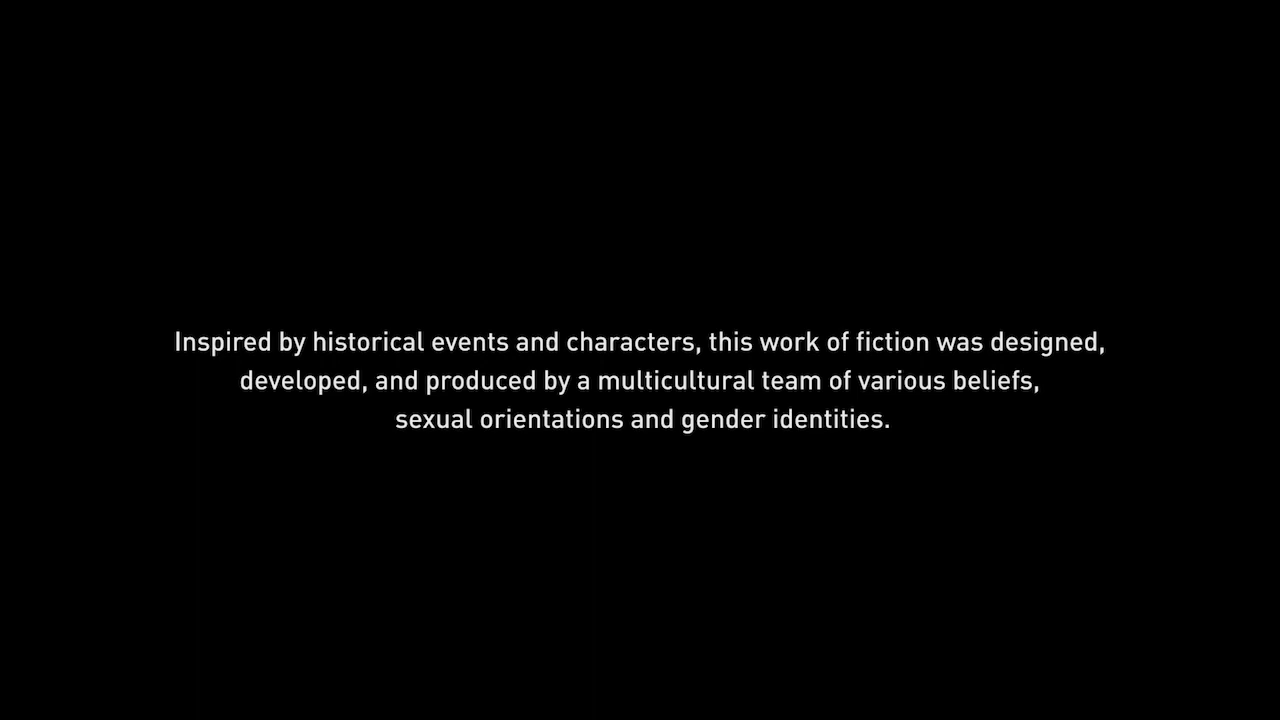 Inspired by historical events and characters, this work of fiction was designed,
developed, and produced by a multicultural team of various beliefs,
sexual orientations and gender identities.